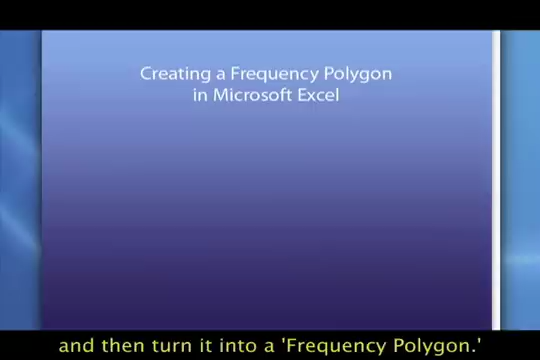 Creating a Frequency Polygon
in Microsoft Excel
and then turn it into a 'Frequency Polygon.'